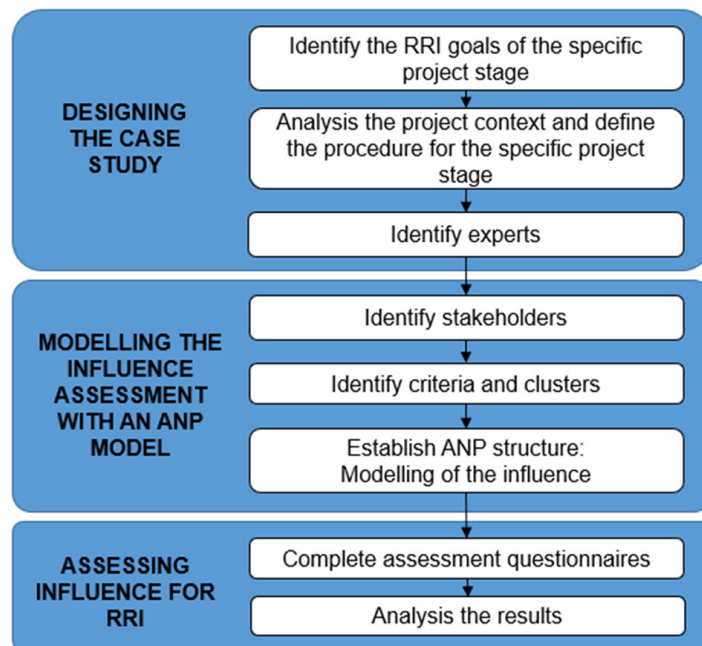 DESIGNING
THE CASE
STUDY
Identify the RRI goals of the specific
project stage
Analysis the project context and define
the procedure for the specific project
stage
Identify experts
MODELLING THE
INFLUENCE
ASSESSMENT
WITH AN ANP
MODEL
Identify stakeholders
Identify criteria and clusters
Establish ANP structure:
Modelling of the influence
ASSESSING
INFLUENCE FOR
RRI
Complete assessment questionnaires
Analysis the results